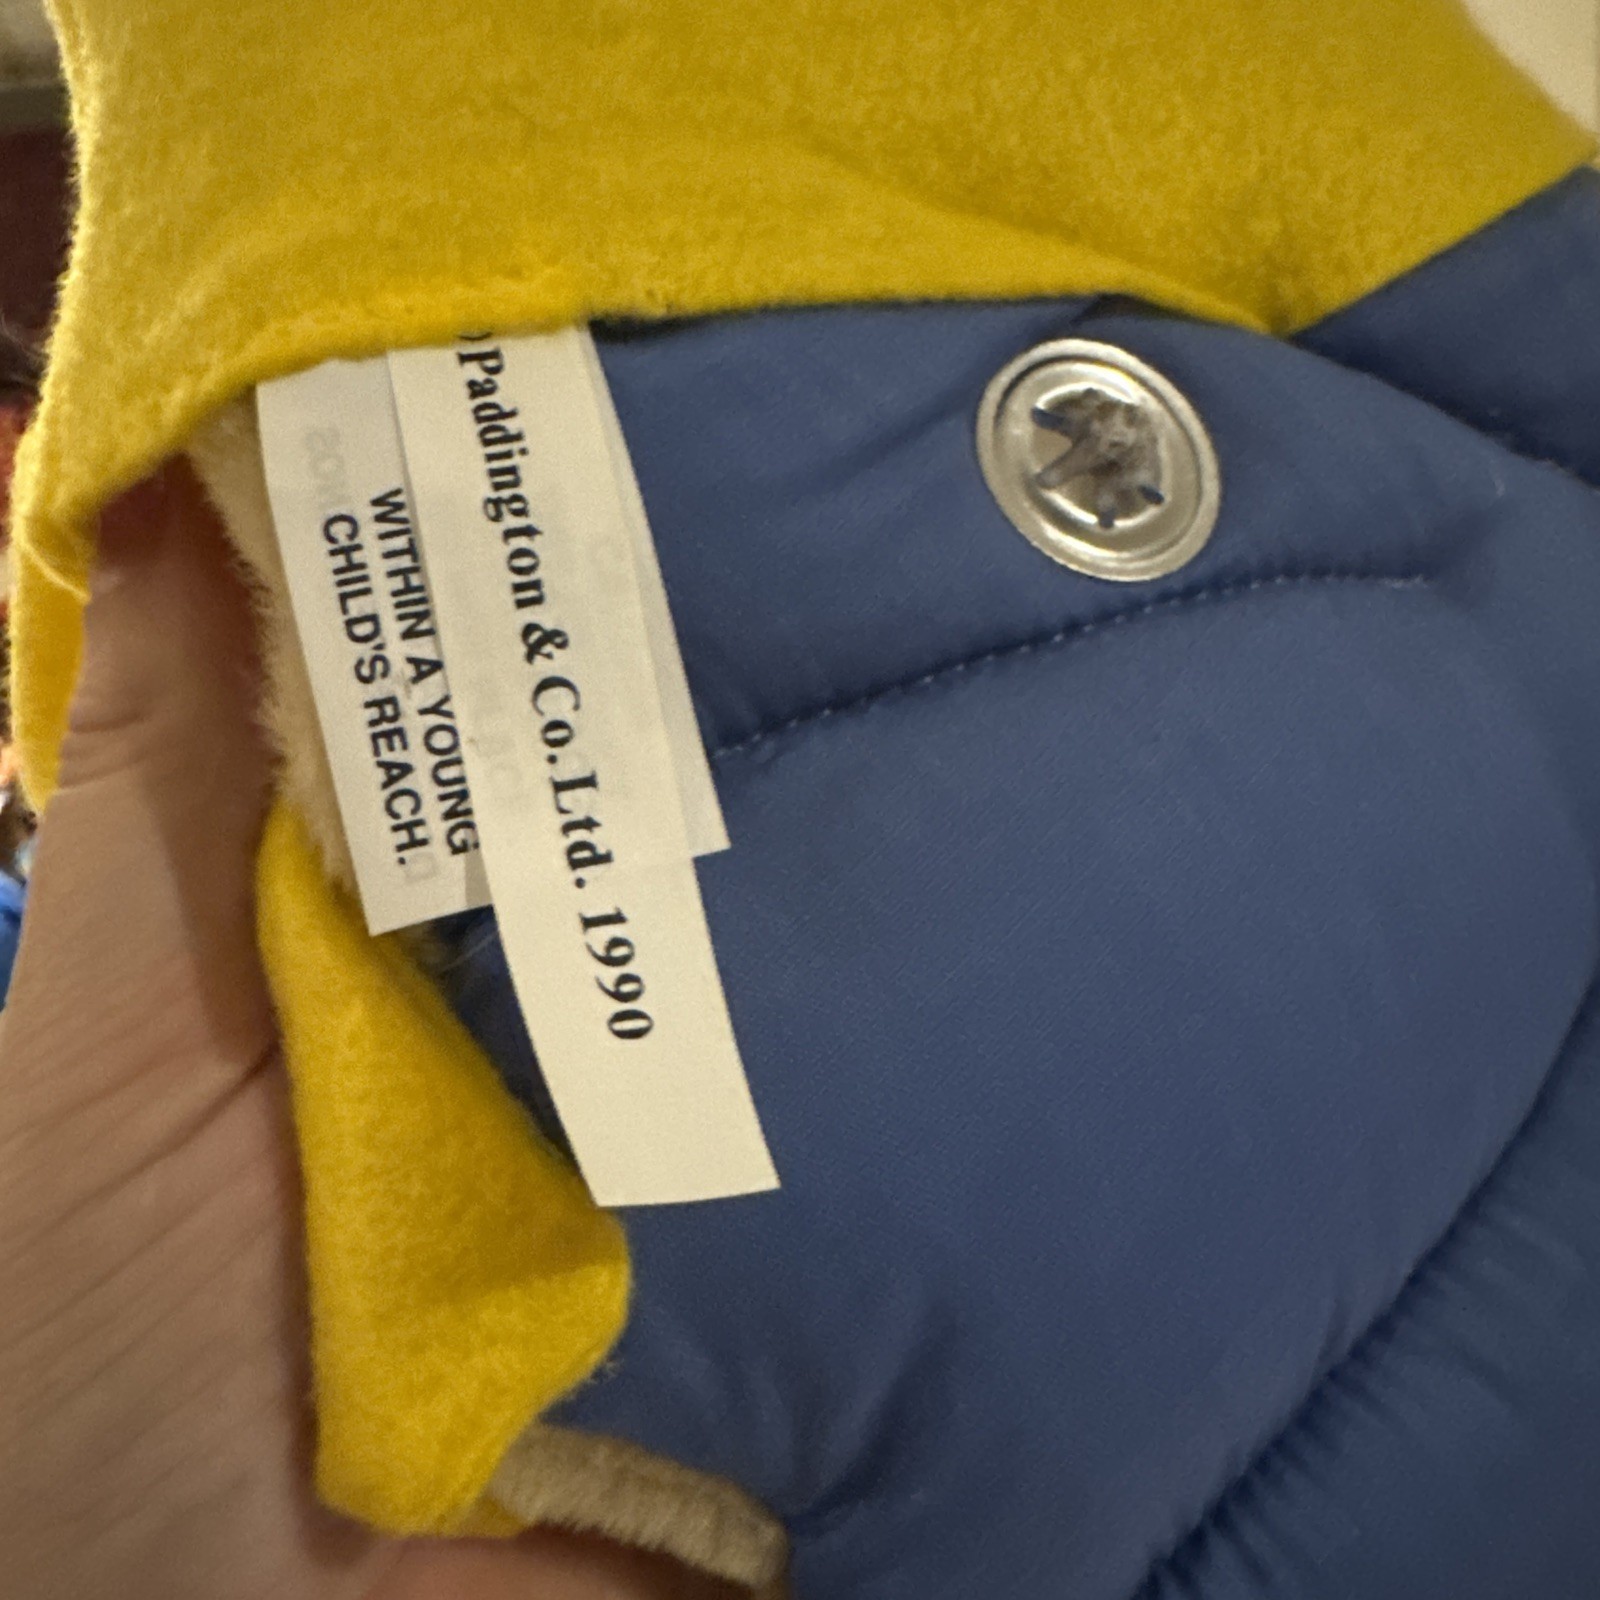 Paddington & Co. Ltd. 1990
WITHIN A YOUNG
CHILD'S REACH.